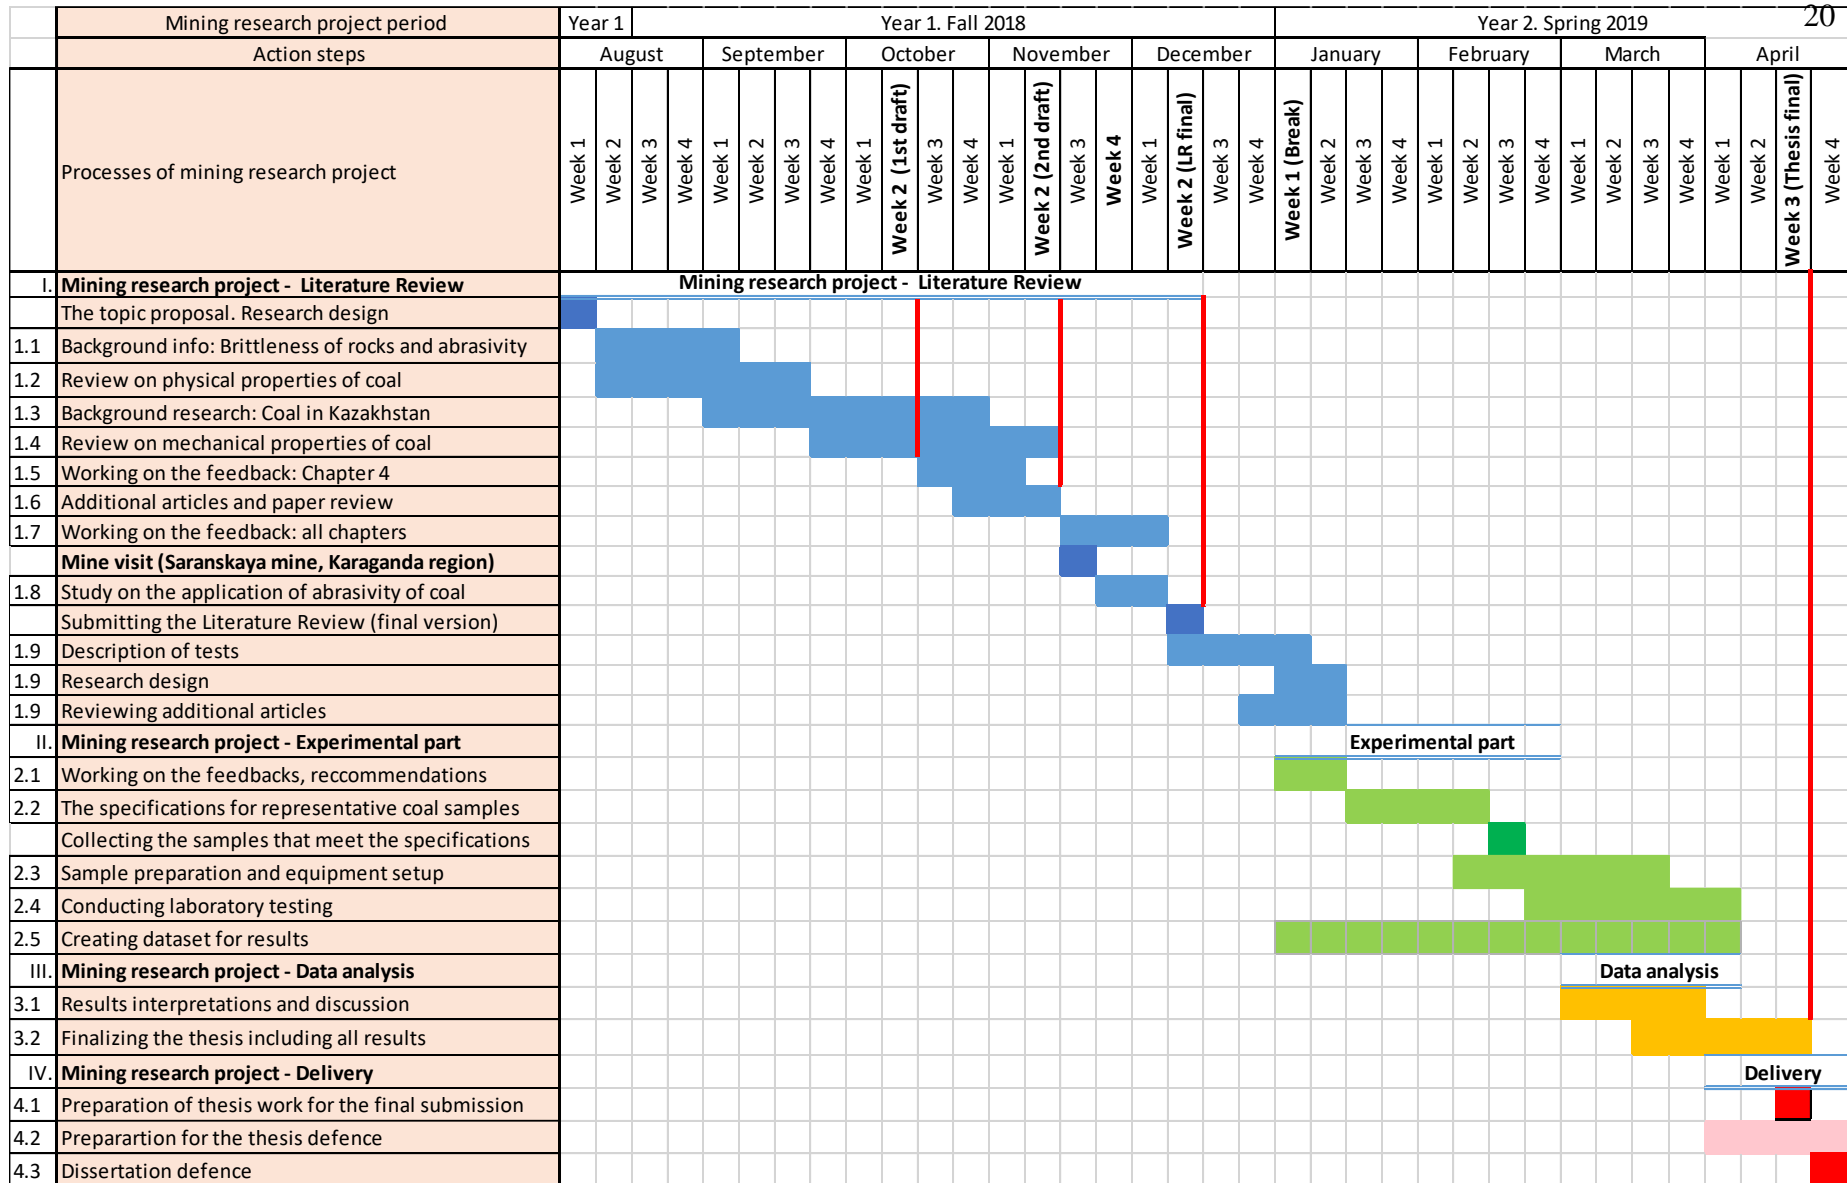 20
Mining research project period Year 1 Year 1. Fall 2018 Year 2. Spring 2019
Action steps August September October November December January February March April
Processes of mining research project
Week 1
Week 2
Week 3
Week 4
Week 1
Week 2
Week 3
Week 4
Week 1
Week 2 (1st draft)
Week 3
Week 4
Week 1
Week 2 (2nd draft)
Week 3
Week 4
Week 1
Week 2 (LR final)
Week 3
Week 4
Week 1 (Break)
Week 2
Week 3
Week 4
Week 1
Week 2
Week 3
Week 4
Week 1
Week 2
Week 3
Week 4
Week 1
Week 2
Week 3 (Thesis final)
Week 4
I. Mining research project - Literature Review Mining research project - Literature Review
The topic proposal. Research design
1.1 Background info: Brittleness of rocks and abrasivity
1.2 Review on physical properties of coal
1.3 Background research: Coal in Kazakhstan
1.4 Review on mechanical properties of coal
1.5 Working on the feedback: Chapter 4
1.6 Additional articles and paper review
1.7 Working on the feedback: all chapters
Mine visit (Saranskaya mine, Karaganda region)
1.8 Study on the application of abrasivity of coal
Submitting the Literature Review (final version)
1.9 Description of tests
1.9 Research design
1.9 Reviewing additional articles
II. Mining research project - Experimental part Experimental part
2.1 Working on the feedbacks, reccommendations
2.2 The specifications for representative coal samples
Collecting the samples that meet the specifications
2.3 Sample preparation and equipment setup
2.4 Conducting laboratory testing
2.5 Creating dataset for results
III. Mining research project - Data analysis Data analysis
3.1 Results interpretations and discussion
3.2 Finalizing the thesis including all results
IV. Mining research project - Delivery Delivery
4.1 Preparation of thesis work for the final submission
4.2 Preparartion for the thesis defence
4.3 Dissertation defence